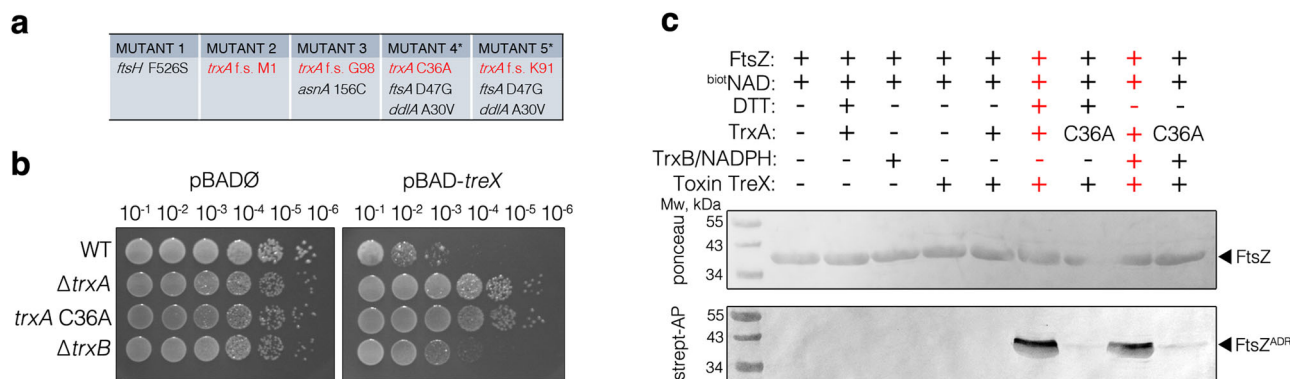 a
MUTANT 1 MUTANT 2 MUTANT 3 MUTANT 4* MUTANT 5*
ftsH F526S trxA f.s. M1 trxA f.s. G98 trxA C36A trxA f.s. K91
asnA 156C ftsA D47G ftsA D47G
ddlA A30V ddlA A30V
b
pBADØ pBAD-treX
10-1 10-2 10-3 10-4 10-5 10-6 10-1 10-2 10-3 10-4 10-5 10-6
WT
ΔtrxA
trxA C36A
ΔtrxB
c
FtsZ: + + + + + + + + +
biotNAD: + + + + + + + + +
DTT: - + - - - + + - -
TrxA: - + - - + + C36A + C36A
TrxB/NADPH: - - + - - - - + +
Toxin TreX: - - - + + + + + +
Mw, kDa
55
43
34
ponceau
FtsZ
55
43
34
strept-AP
FtsZADR